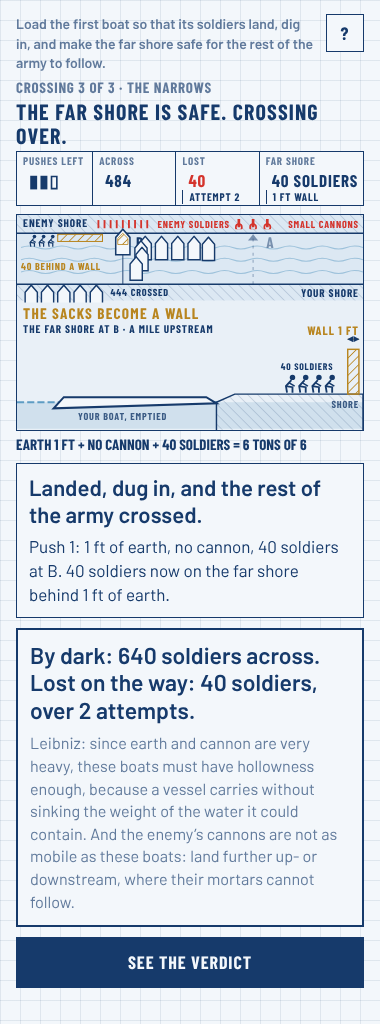 Load the first boat so that its soldiers land, dig
in, and make the far shore safe for the rest of the
army to follow.
?
CROSSING 3 OF 3 · THE NARROWS
THE FAR SHORE IS SAFE. CROSSING
OVER.
PUSHES LEFT
ACROSS
484
LOST
40
ATTEMPT 2
FAR SHORE
40 SOLDIERS
1 FT WALL
ENEMY SHORE
ENEMY SOLDIERS
SMALL CANNONS
A
40 BEHIND A WALL
444 CROSSED
YOUR SHORE
THE SACKS BECOME A WALL
THE FAR SHORE AT B · A MILE UPSTREAM
WALL 1 FT
40 SOLDIERS
SHORE
YOUR BOAT, EMPTIED
EARTH 1 FT + NO CANNON + 40 SOLDIERS = 6 TONS OF 6
Landed, dug in, and the rest of
the army crossed.
Push 1: 1 ft of earth, no cannon, 40 soldiers
at B. 40 soldiers now on the far shore
behind 1 ft of earth.
By dark: 640 soldiers across.
Lost on the way: 40 soldiers,
over 2 attempts.
Leibniz: since earth and cannon are very
heavy, these boats must have hollowness
enough, because a vessel carries without
sinking the weight of the water it could
contain. And the enemy's cannons are not as
mobile as these boats: land further up- or
downstream, where their mortars cannot
follow.
SEE THE VERDICT